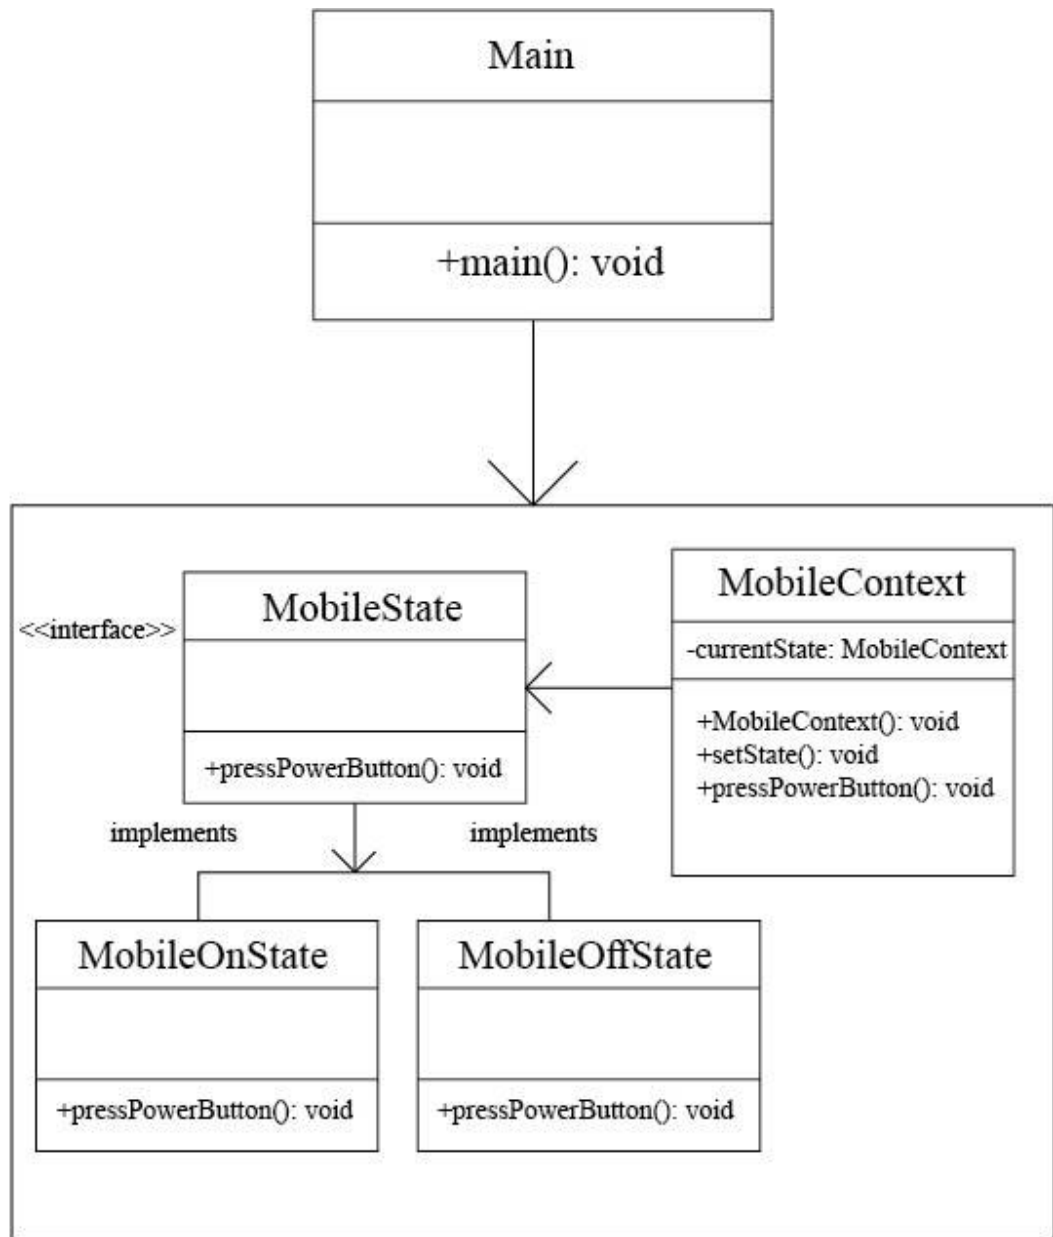 Main
+main(): void
<<interface>>
MobileState
+pressPowerButton(): void
MobileContext
-currentState: MobileContext
+MobileContext(): void
+setState(): void
+pressPowerButton(): void
implements
implements
MobileOnState
+pressPowerButton(): void
MobileOffState
+pressPowerButton(): void